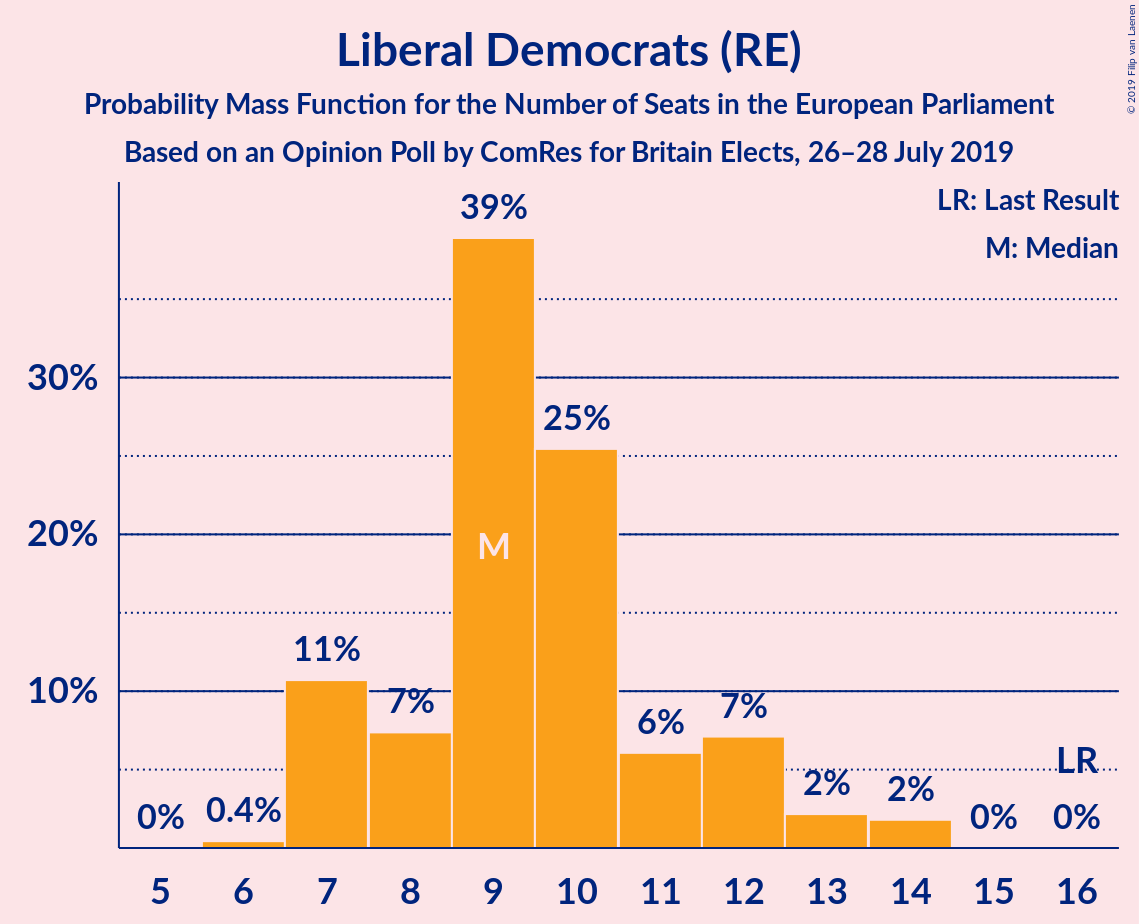 Liberal Democrats (RE)
Probability Mass Function for the Number of Seats in the European Parliament
Based on an Opinion Poll by ComRes for Britain Elects, 26–28 July 2019
© 2019 Filip van Laenen
LR: Last Result
M: Median
39%
30%
25%
20%
M
11%
10%
7%
6%
7%
LR
0%
0.4%
2%
2%
0%
0%
5 6 7 8 9 10 11 12 13 14 15 16